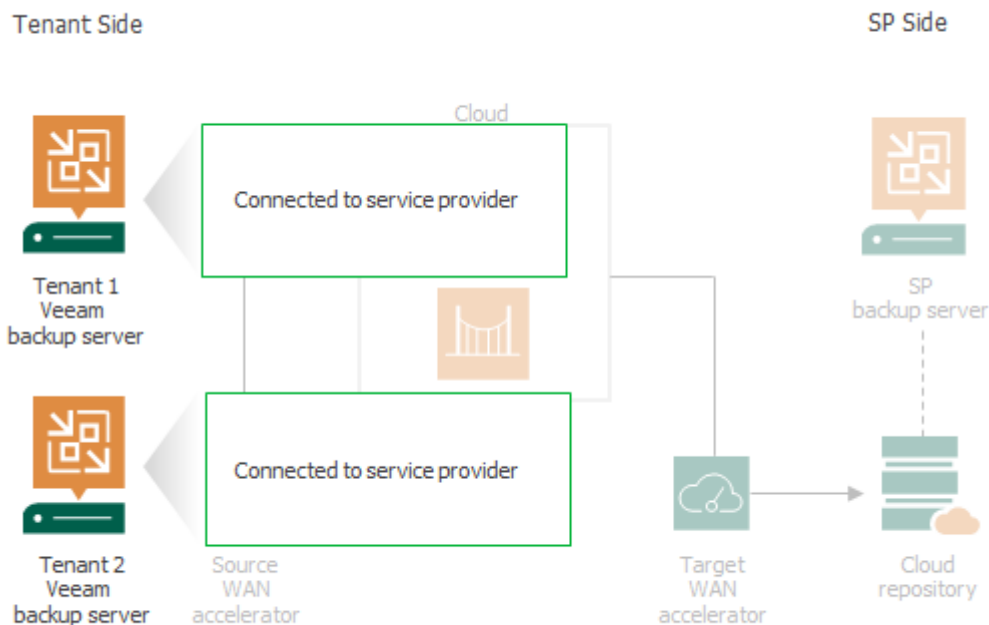 Tenant Side
SP Side
Cloud
Connected to service provider
Tenant 1
Veeam
backup server
SP
backup server
Connected to service provider
Tenant 2
Veeam
backup server
Source
WAN
accelerator
Target
WAN
accelerator
Cloud
repository